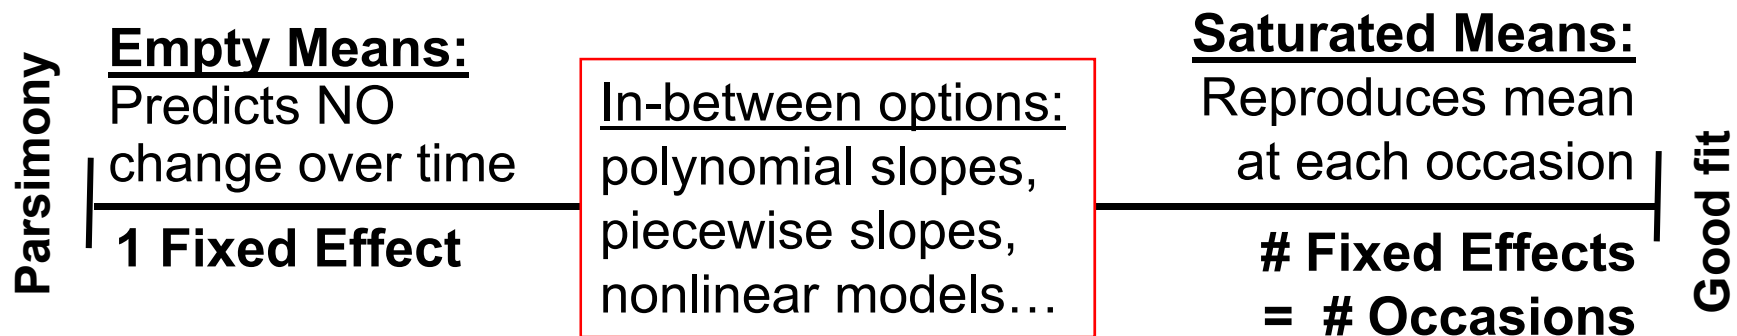 Parsimony
Empty Means:
Predicts NO
change over time
1 Fixed Effect
In-between options:
polynomial slopes,
piecewise slopes,
nonlinear models…
Saturated Means:
Reproduces mean
at each occasion
# Fixed Effects
= # Occasions
Good fit